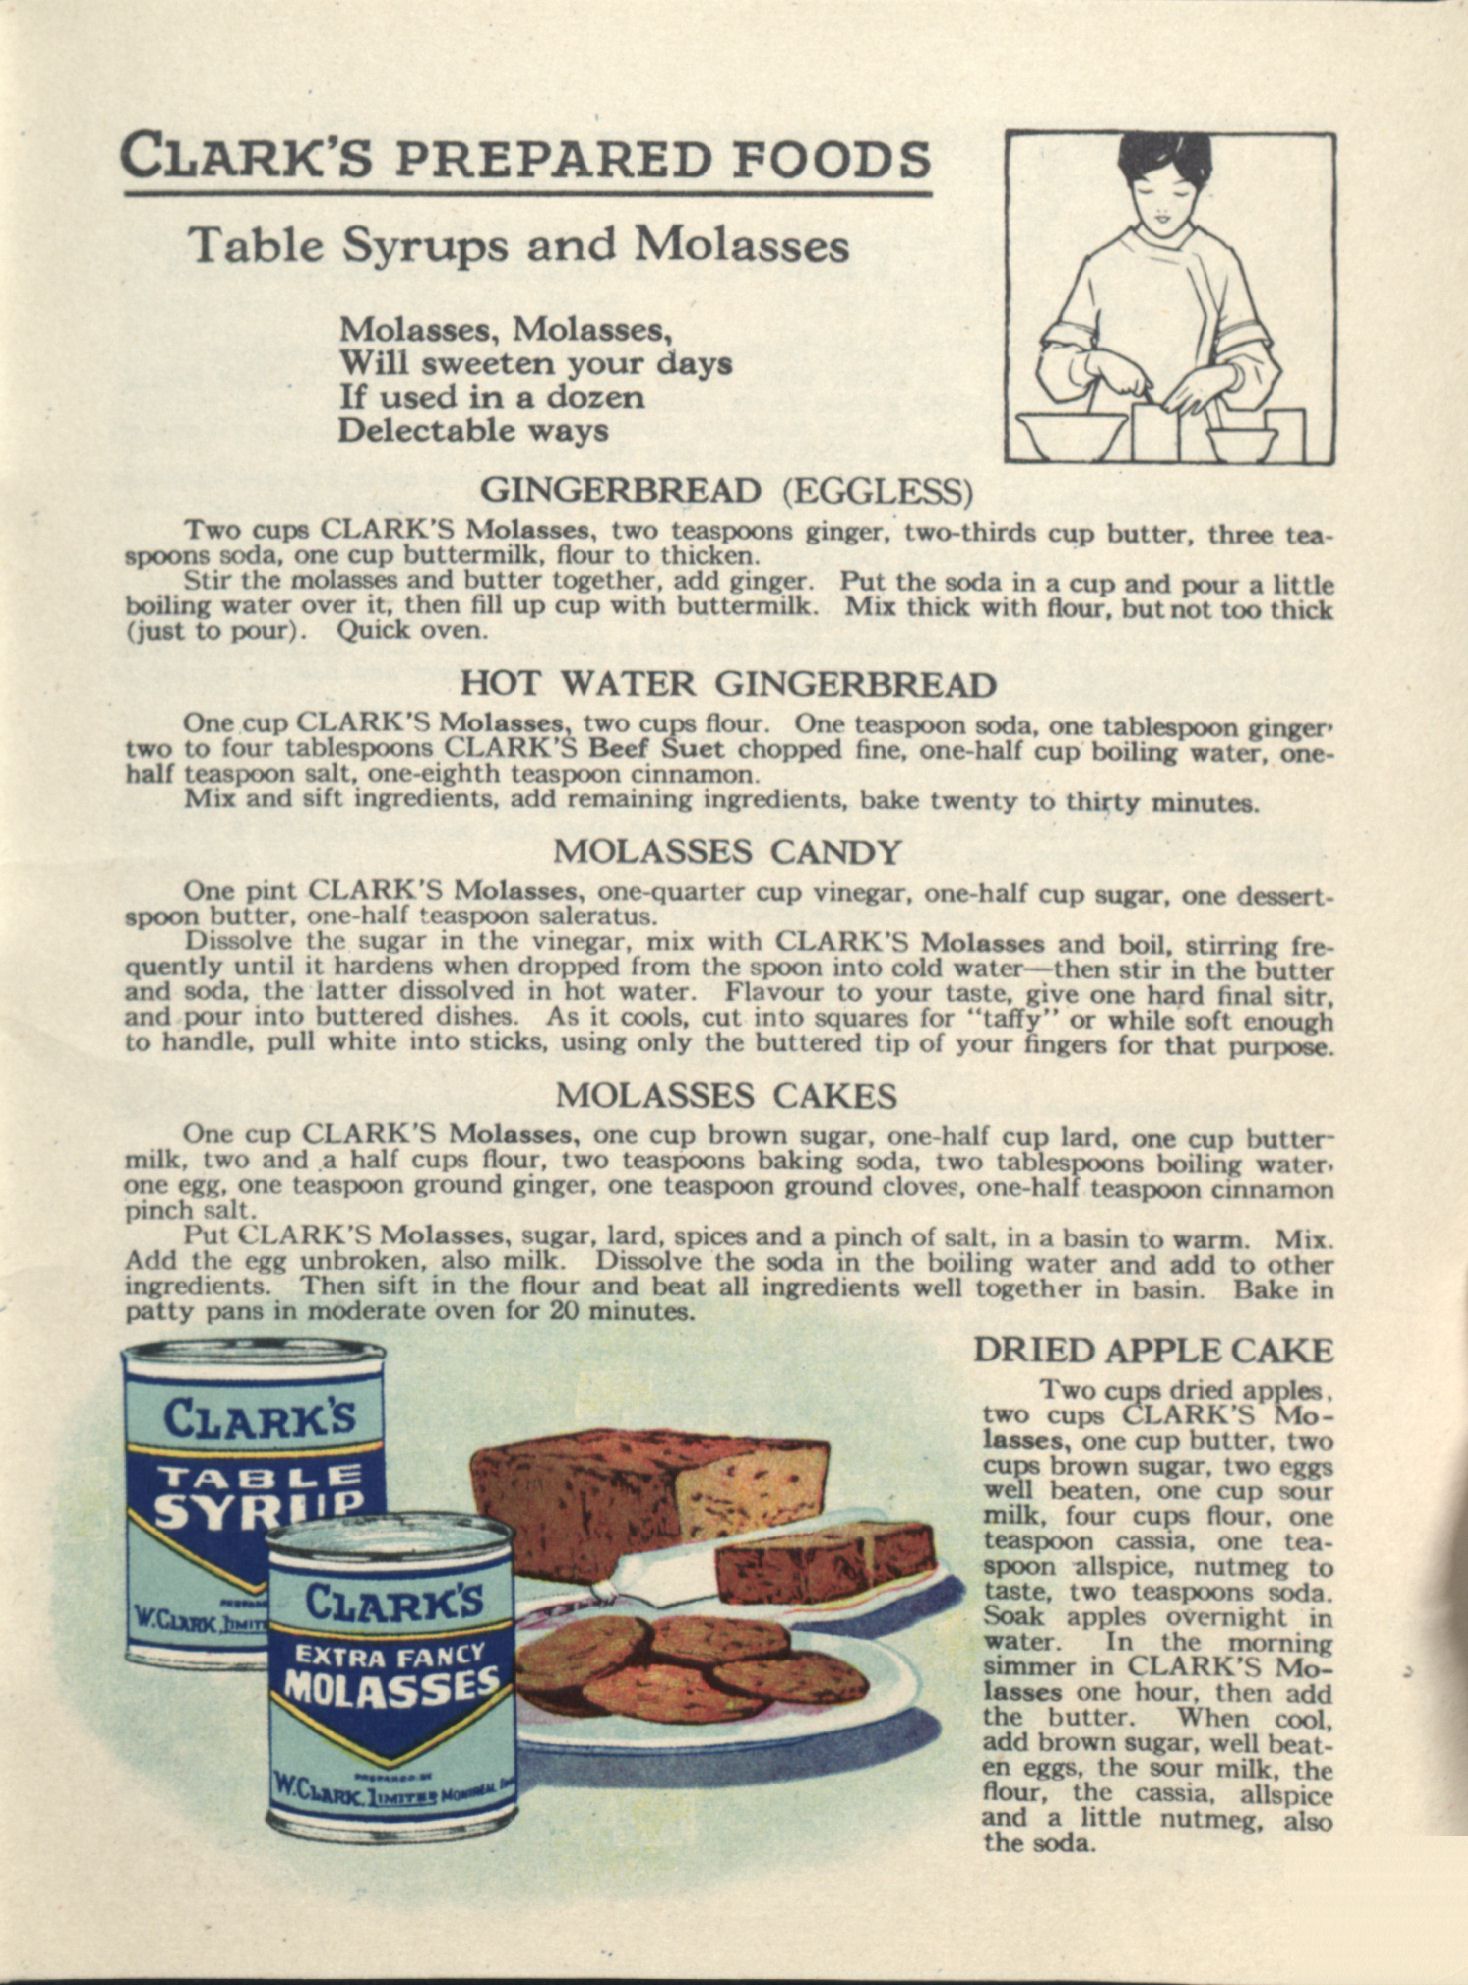 CLARK'S PREPARED FOODS
Table Syrups and Molasses
Molasses, Molasses,
Will sweeten your days
If used in a dozen
Delectable ways
GINGERBREAD (EGGLESS)
Two cups CLARK'S Molasses, two teaspoons ginger, two-thirds cup butter, three tea-
spoons soda, one cup buttermilk, flour to thicken.
Stir the molasses and butter together, add ginger. Put the soda in a cup and pour a little
boiling water over it, then fill up cup with buttermilk. Mix thick with flour, but not too thick
(just to pour). Quick oven.
HOT WATER GINGERBREAD
One cup CLARK'S Molasses, two cups flour. One teaspoon soda, one tablespoon ginger,
two to four tablespoons CLARK'S Beef Suet chopped fine, one-half cup boiling water, one-
half teaspoon salt, one-eighth teaspoon cinnamon.
Mix and sift ingredients, add remaining ingredients, bake twenty to thirty minutes.
MOLASSES CANDY
One pint CLARK'S Molasses, one-quarter cup vinegar, one-half cup sugar, one dessert-
spoon butter, one-half teaspoon saleratus.
Dissolve the sugar in the vinegar, mix with CLARK'S Molasses and boil, stirring fre-
quently until it hardens when dropped from the spoon into cold water—then stir in the butter
and soda, the latter dissolved in hot water. Flavour to your taste, give one hard final sitr,
and pour into buttered dishes. As it cools, cut into squares for "taffy" or while soft enough
to handle, pull white into sticks, using only the buttered tip of your fingers for that purpose.
MOLASSES CAKES
One cup CLARK'S Molasses, one cup brown sugar, one-half cup lard, one cup butter-
milk, two and a half cups flour, two teaspoons baking soda, two tablespoons boiling water,
one egg, one teaspoon ground ginger, one teaspoon ground cloves, one-half teaspoon cinnamon
pinch salt.
Put CLARK'S Molasses, sugar, lard, spices and a pinch of salt, in a basin to warm. Mix.
Add the egg unbroken, also milk. Dissolve the soda in the boiling water and add to other
ingredients. Then sift in the flour and beat all ingredients well together in basin. Bake in
patty pans in moderate oven for 20 minutes.
DRIED APPLE CAKE
Two cups dried apples,
two cups CLARK'S Mo-
lasses, one cup butter, two
cups brown sugar, two eggs
well beaten, one cup sour
milk, four cups flour, one
teaspoon cassia, one tea-
spoon allspice, nutmeg to
taste, two teaspoons soda.
Soak apples overnight in
water. In the morning
simmer in CLARK'S Mo-
lasses one hour, then add
the butter. When cool,
add brown sugar, well beat-
en eggs, the sour milk, the
flour, the cassia, allspice
and a little nutmeg, also
the soda.
CLARK'S
TABLE
SYRUP
W. CLARK, LIMIT
CLARK'S
EXTRA FANCY
MOLASSES
PREPARED BY
W. CLARK, LIMITED MONTREAL